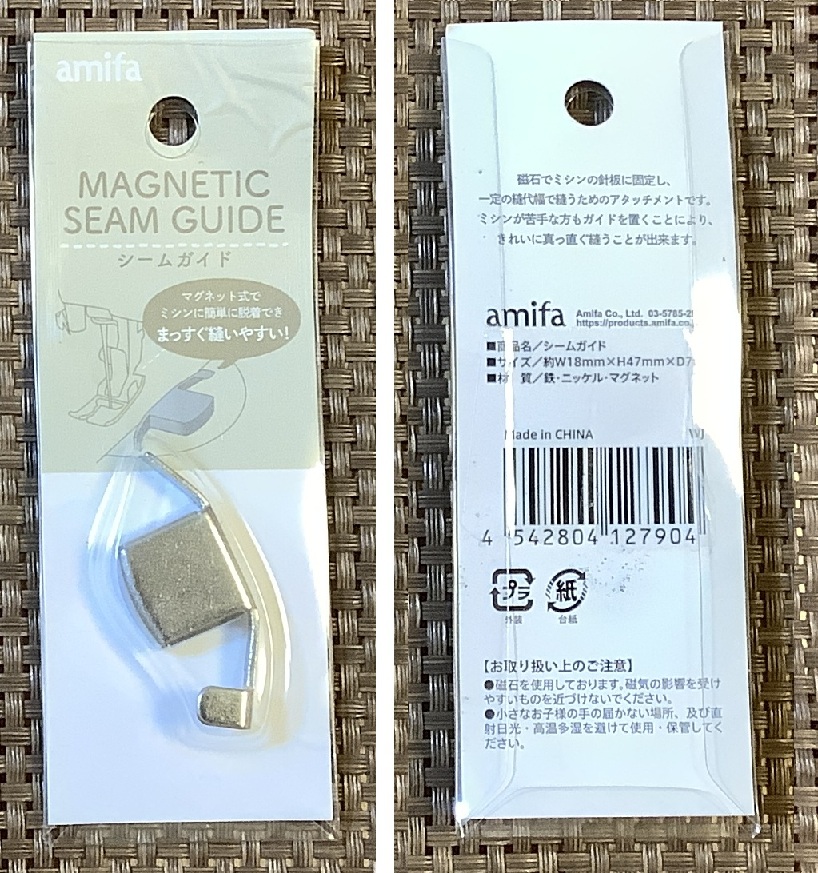 amifa
MAGNETIC
SEAM GUIDE
シームガイド
マグネット式で
ミシンに簡単に脱着でき
まっすぐ縫いやすい!
磁石でミシンの針板に固定し、
一定の縫代幅で縫うためのアタッチメントです。
ミシンが苦手な方もガイドを置くことにより、
きれいに真っ直ぐ縫うことが出来ます。
amifa
Amifa Co., Ltd. 03-5785-2
https://products.amifa.co.
■商品名/シームガイド
■サイズ/約W18mm×H47mm×D7
■材 質/鉄・ニッケル・マグネット
Made in CHINA
4 542804 127904
プラ
紙
外装
台紙
【お取り扱い上のご注意】
●磁石を使用しております。磁気の影響を受け
やすいものを近づけないでください。
●小さなお子様の手の届かない場所、及び直
射日光・高温多湿を避けて使用・保管してく
ださい。